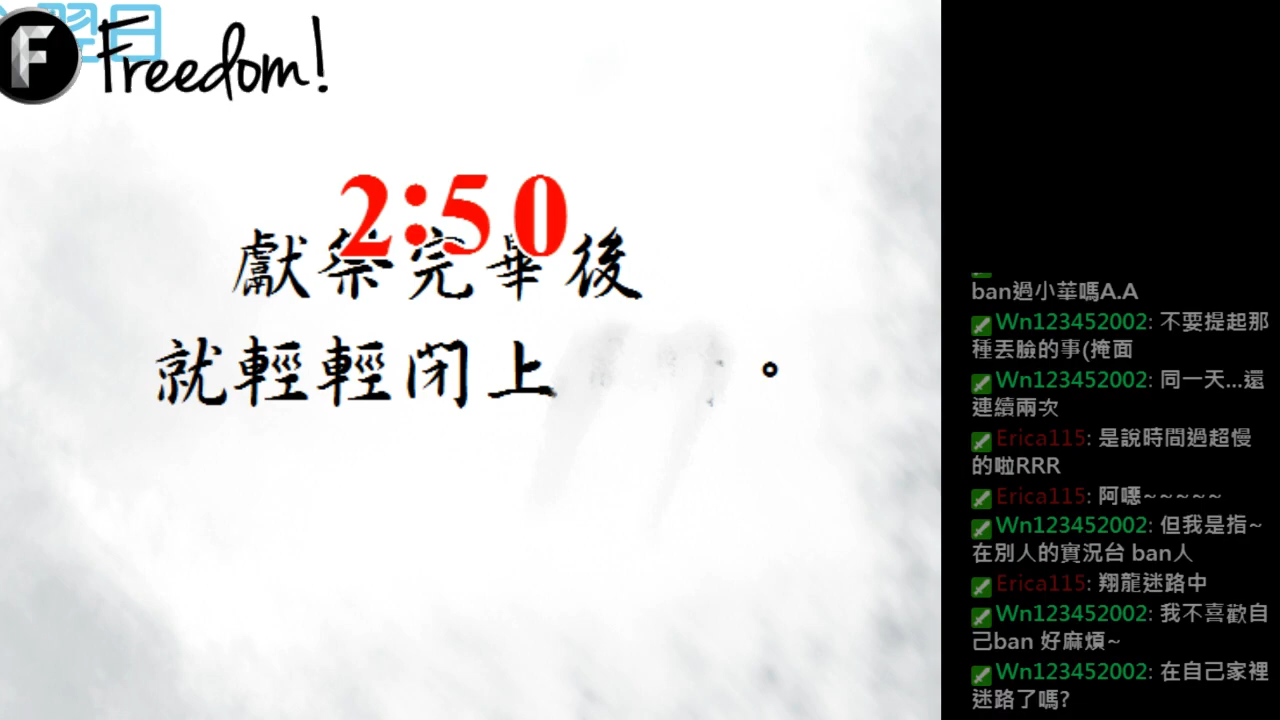 翌日
F Freedom!
2:50
獻祭完畢後
就輕輕閉上 。
ban過小華嗎A.A
Wn123452002: 不要提起那
種丟臉的事(掩面
Wn123452002: 同一天...還
連續兩次
Erica115: 是說時間過超慢
的啦RRR
Erica115: 阿嘿~~~~~
Wn123452002: 但我是指~
在別人的實況台 ban人
Erica115: 翔龍迷路中
Wn123452002: 我不喜歡自
己ban 好麻煩~
Wn123452002: 在自己家裡
迷路了嗎?